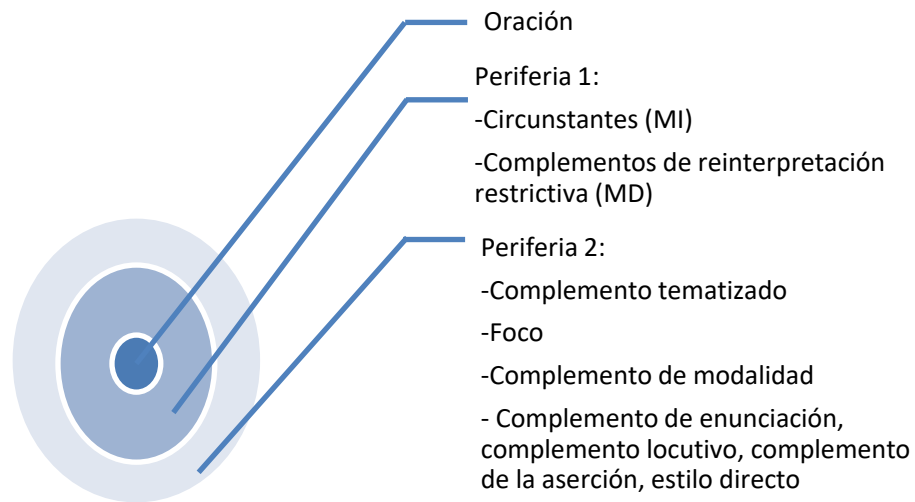 Oración
Periferia 1:
-Circunstantes (MI)
-Complementos de reinterpretación
restrictiva (MD)
Periferia 2:
-Complemento tematizado
-Foco
-Complemento de modalidad
- Complemento de enunciación,
complemento locutivo, complemento
de la aserción, estilo directo